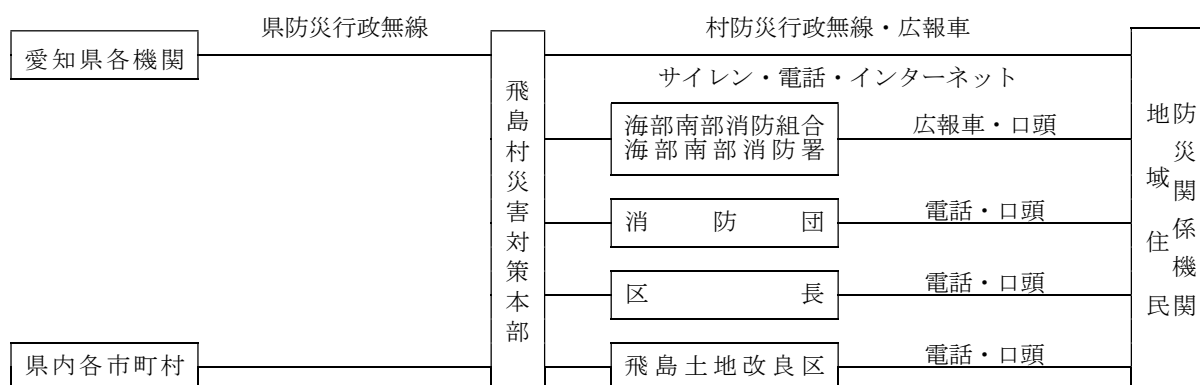 県防災行政無線
村防災行政無線・広報車
愛知県各機関
サイレン・電話・インターネット
飛島村災害対策本部
海部南部消防組合
海部南部消防署
広報車・口頭
消防団
電話・口頭
区長
電話・口頭
県内各市町村
飛島土地改良区
電話・口頭
防災関係機関
地域住民